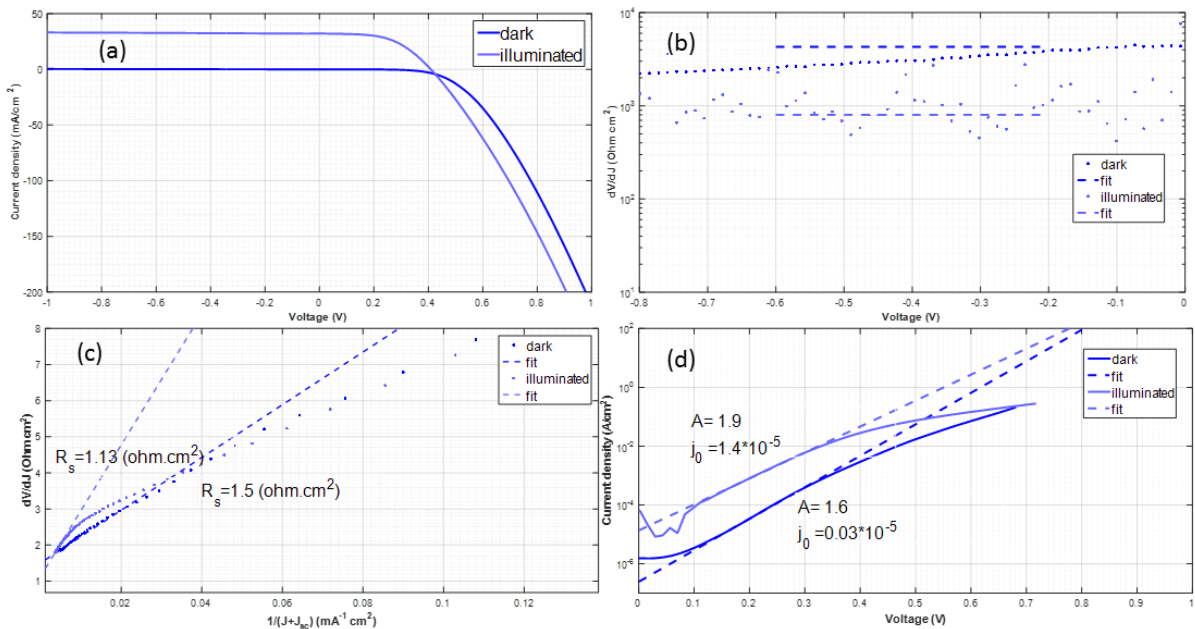 (a)
dark
illuminated
Current density (mA/cm²)
50
0
-50
-100
-150
-200
-1
-0.8
-0.6
-0.4
-0.2
0
0.2
0.4
0.6
0.8
1
Voltage (V)
(b)
dV/dJ (Ohm cm²)
10⁴
10³
10²
10¹
dark
fit
illuminated
fit
-0.8
-0.7
-0.6
-0.5
-0.4
-0.3
-0.2
-0.1
0
Voltage (V)
(c)
dV/dJ (Ohmcm²)
8
7
6
5
4
3
2
1
dark
fit
illuminated
fit
R_s=1.13 (ohm.cm²)
R_s=1.5 (ohm.cm²)
0.02
0.04
0.06
0.08
0.1
0.12
1/(J+J_sc) (mA⁻¹ cm²)
(d)
Current density (A/cm²)
10²
10⁰
10⁻²
10⁻⁴
10⁻⁶
dark
fit
illuminated
fit
A= 1.9
j_0 =1.4*10⁻⁵
A= 1.6
j_0 =0.03*10⁻⁵
0
0.1
0.2
0.3
0.4
0.5
0.6
0.7
0.8
0.9
1
Voltage (V)